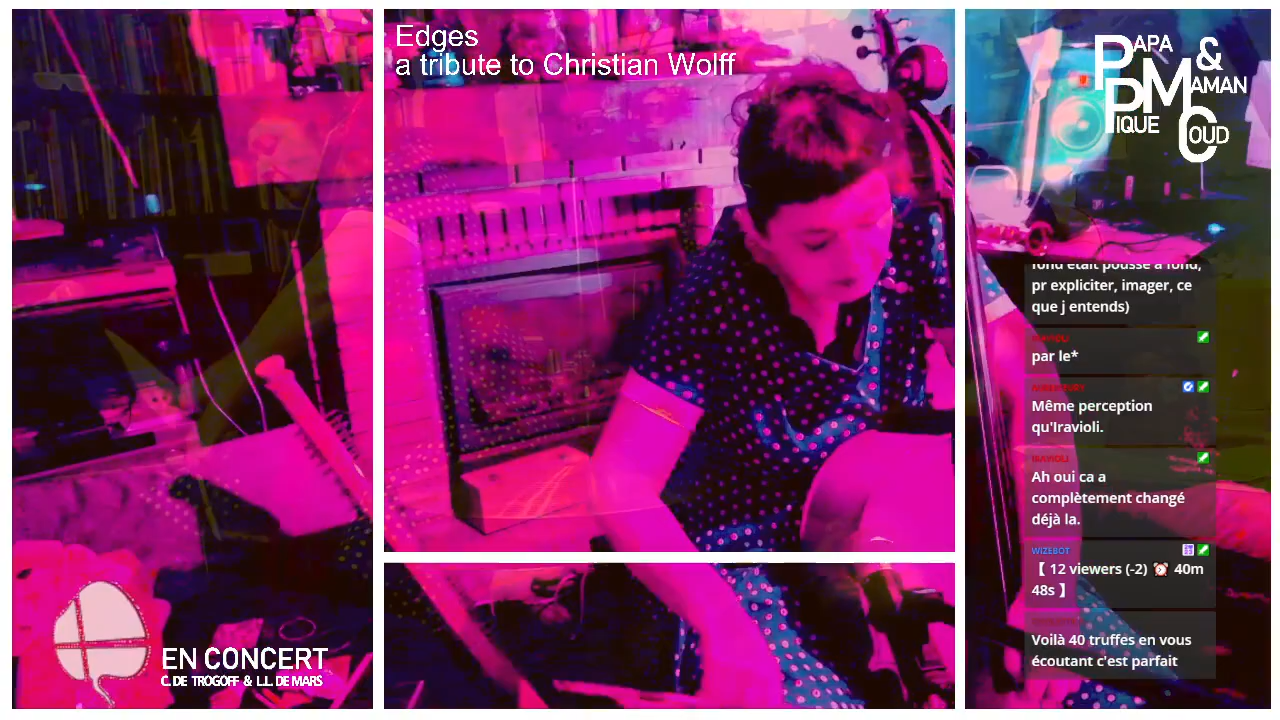 Edges
a tribute to Christian Wolff
PAPA
&
MAMAN
PIQUE
COUD
fond était poussé à fond,
pr expliciter, imager, ce
que j entends)
par le*
Même perception
qu'Iravioli.
IRAVIOLI
Ah oui ca a
complètement changé
déjà la.
WIZEBOT
【 12 viewers (-2) ⏰ 40m
48s 】
Voilà 40 truffes en vous
écoutant c'est parfait
EN CONCERT
C. DE TROGOFF & L.L. DE MARS